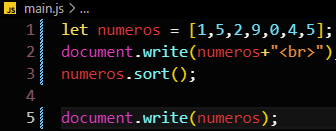 JS main.js > ...
1 let numeros = [1,5,2,9,0,4,5];
2 document.write(numeros+"<br>")
3 numeros.sort();
4
5 document.write(numeros);